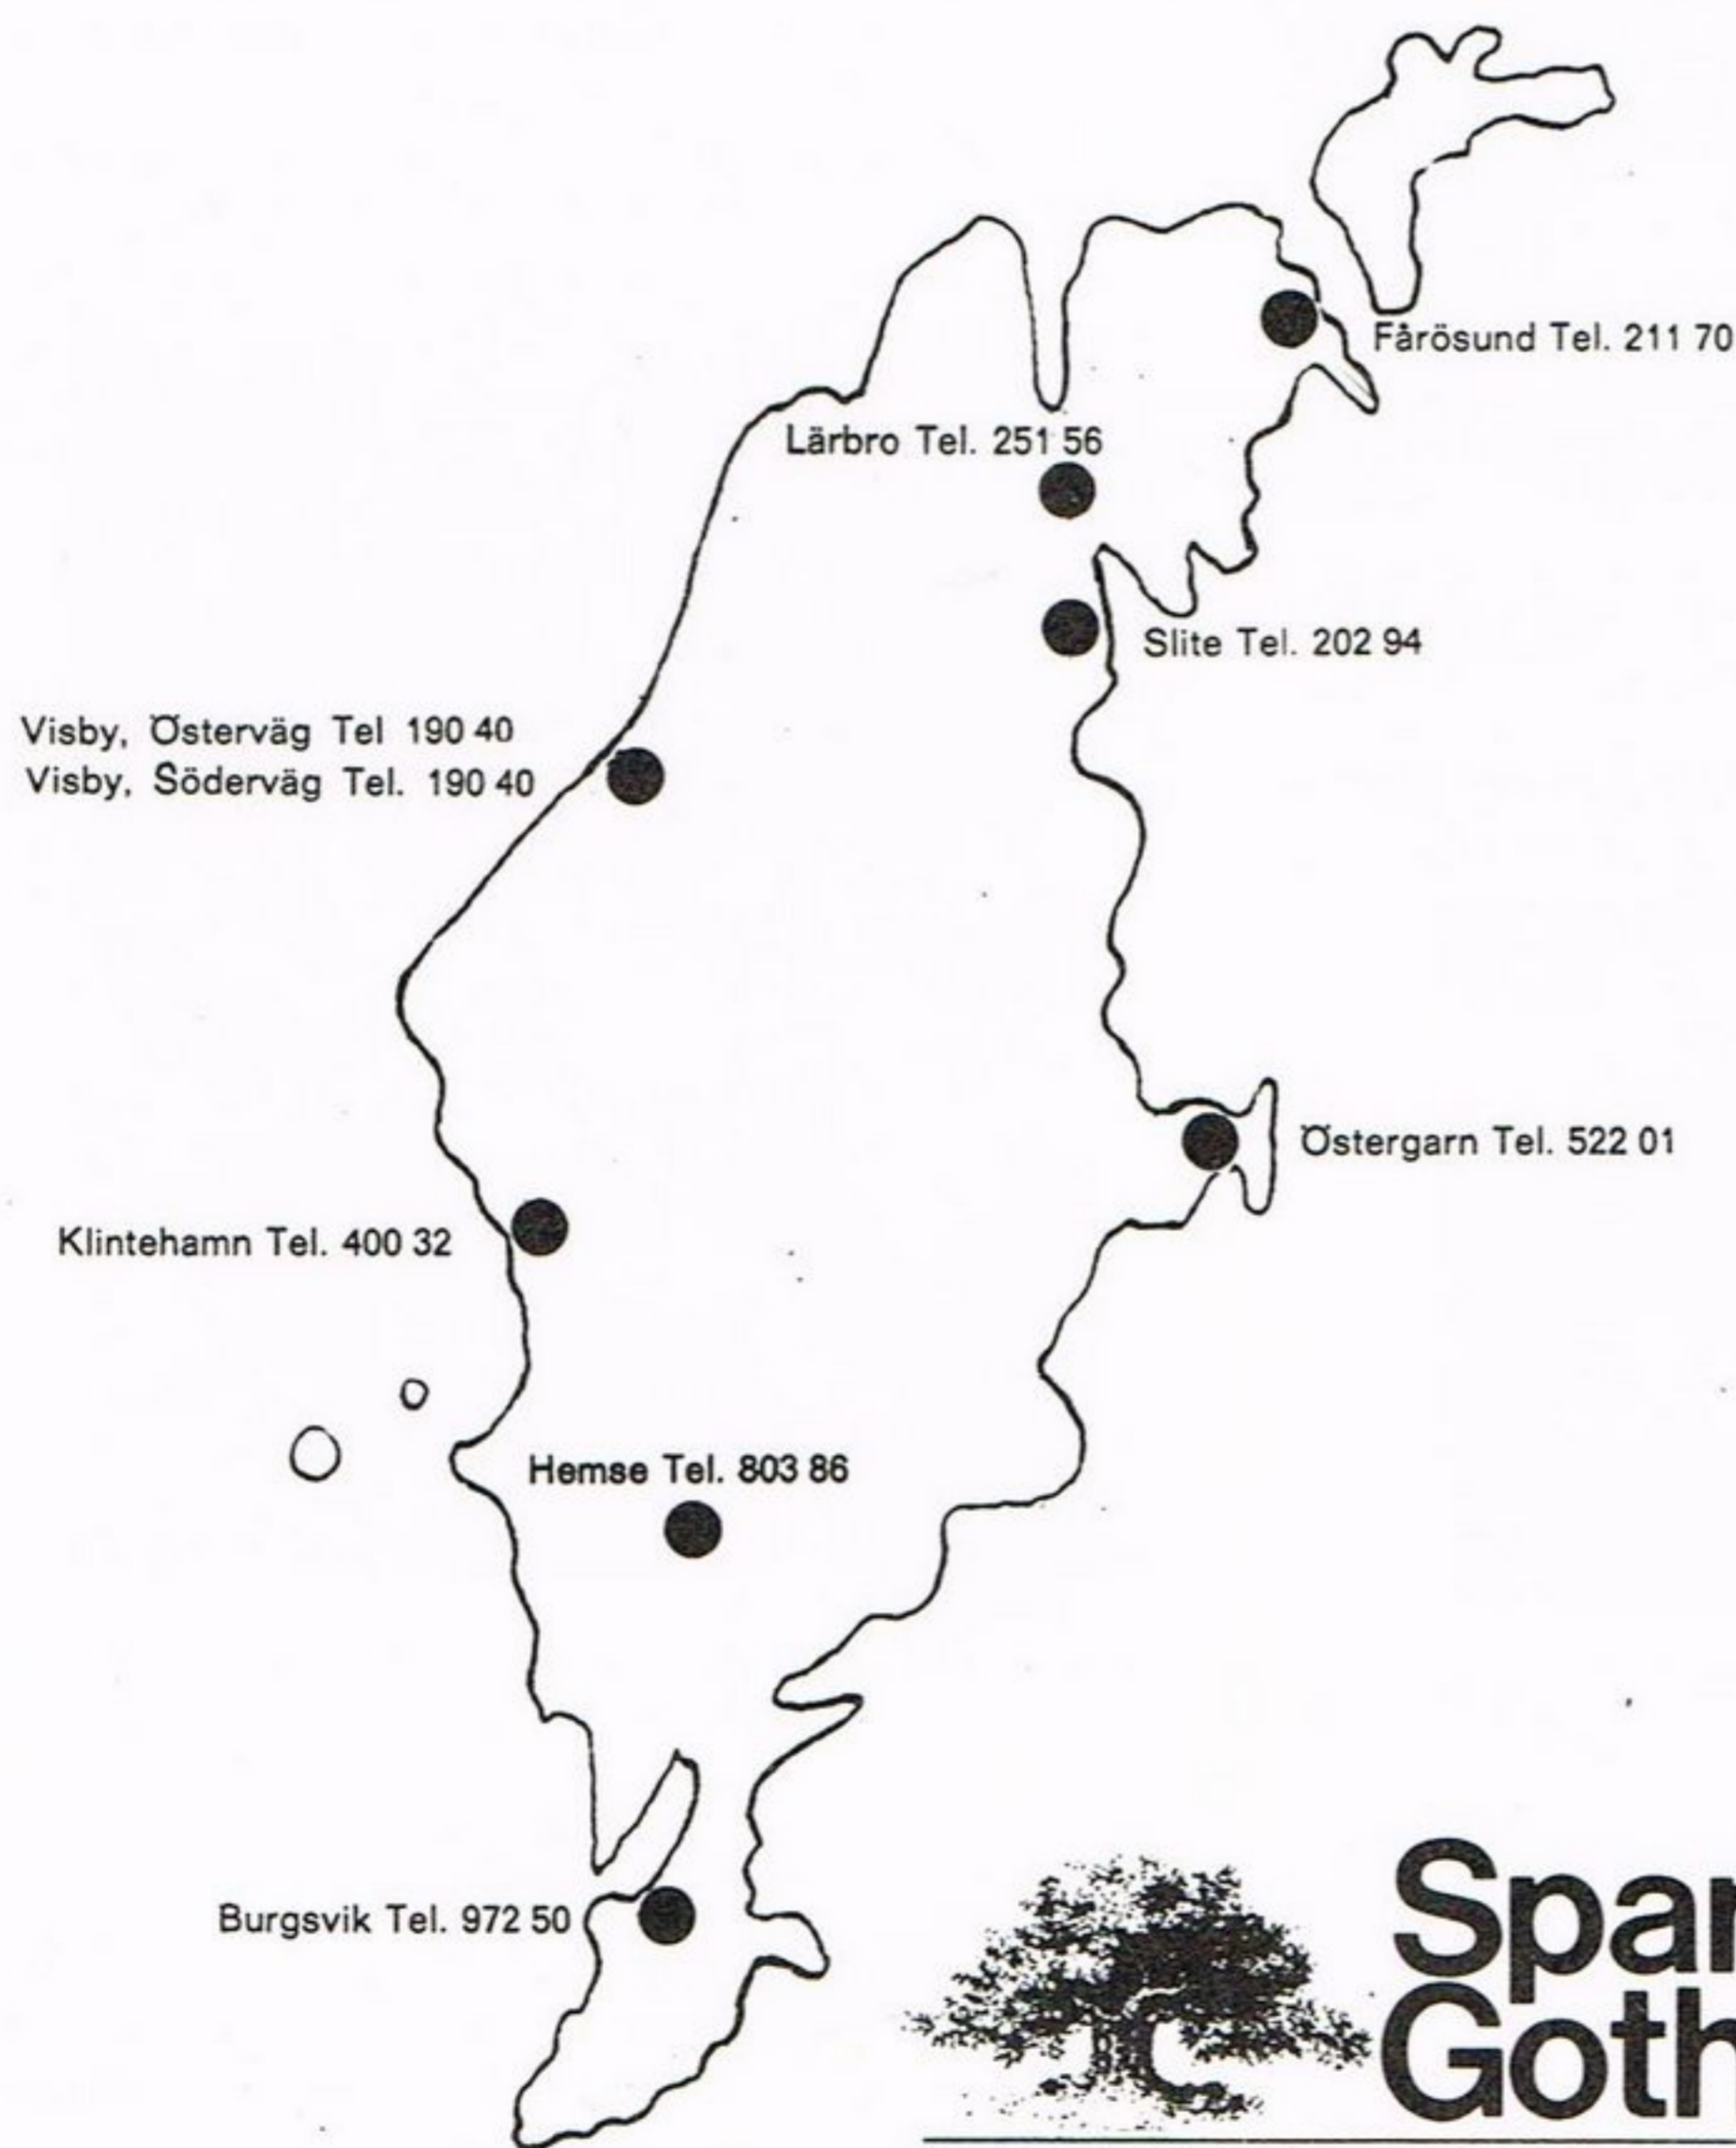 Fårösund Tel. 211 70
Lärbro Tel. 251 56
Slite Tel. 202 94
Visby, Österväg Tel 190 40
Visby, Söderväg Tel. 190 40
Östergarn Tel. 522 01
Klintehamn Tel. 400 32
Hemse Tel. 803 86
Burgsvik Tel. 972 50
Spar
Goth